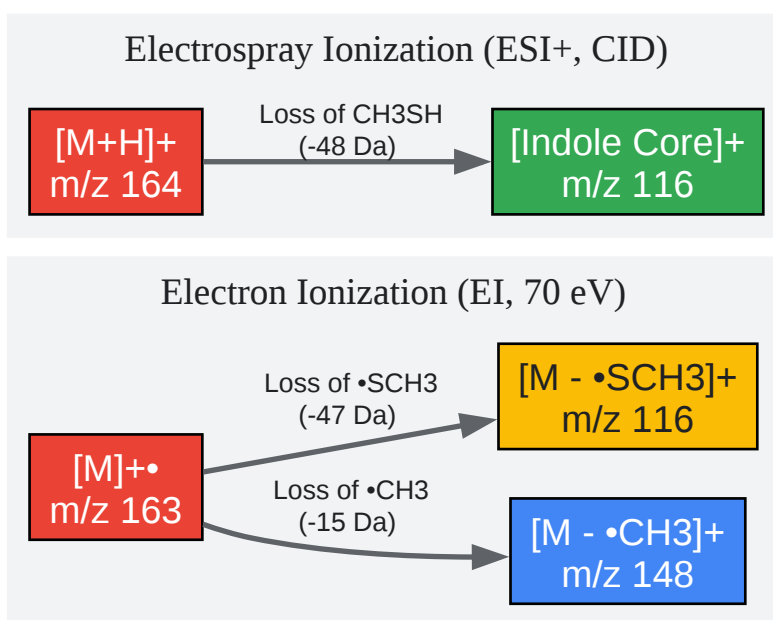 Electrospray Ionization (ESI+, CID)
[M+H]+
m/z 164
Loss of CH3SH
(-48 Da)
[Indole Core]+
m/z 116
Electron Ionization (EI, 70 eV)
[M]+•
m/z 163
Loss of •SCH3
(-47 Da)
[M - •SCH3]+
m/z 116
Loss of •CH3
(-15 Da)
[M - •CH3]+
m/z 148